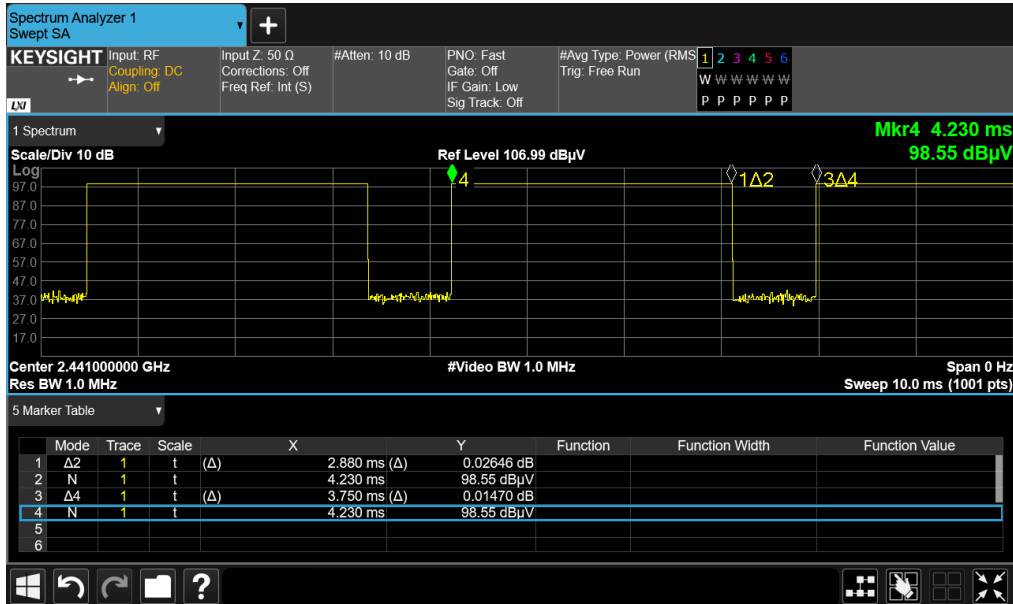 Spectrum Analyzer 1
Swept SA
+
KEYSIGHT Input: RF Input Z: 50 Ω #Atten: 10 dB PNO: Fast #Avg Type: Power (RMS 1 2 3 4 5 6
Coupling: DC Corrections: Off Gate: Off Trig: Free Run W W W W W W
Align: Off Freq Ref: Int (S) IF Gain: Low
LXI Sig Track: Off P P P P P P
1 Spectrum Mkr4 4.230 ms
Scale/Div 10 dB Ref Level 106.99 dBµV 98.55 dBµV
Log
4 1Δ2 3Δ4
97.0
87.0
77.0
67.0
57.0
47.0
37.0
27.0
17.0
Center 2.441000000 GHz #Video BW 1.0 MHz Span 0 Hz
Res BW 1.0 MHz Sweep 10.0 ms (1001 pts)
5 Marker Table
Mode Trace Scale X Y Function Function Width Function Value
1 Δ2 1 t (Δ) 2.880 ms (Δ) 0.02646 dB
2 N 1 t 4.230 ms 98.55 dBµV
3 Δ4 1 t (Δ) 3.750 ms (Δ) 0.01470 dB
4 N 1 t 4.230 ms 98.55 dBµV
5
6
?